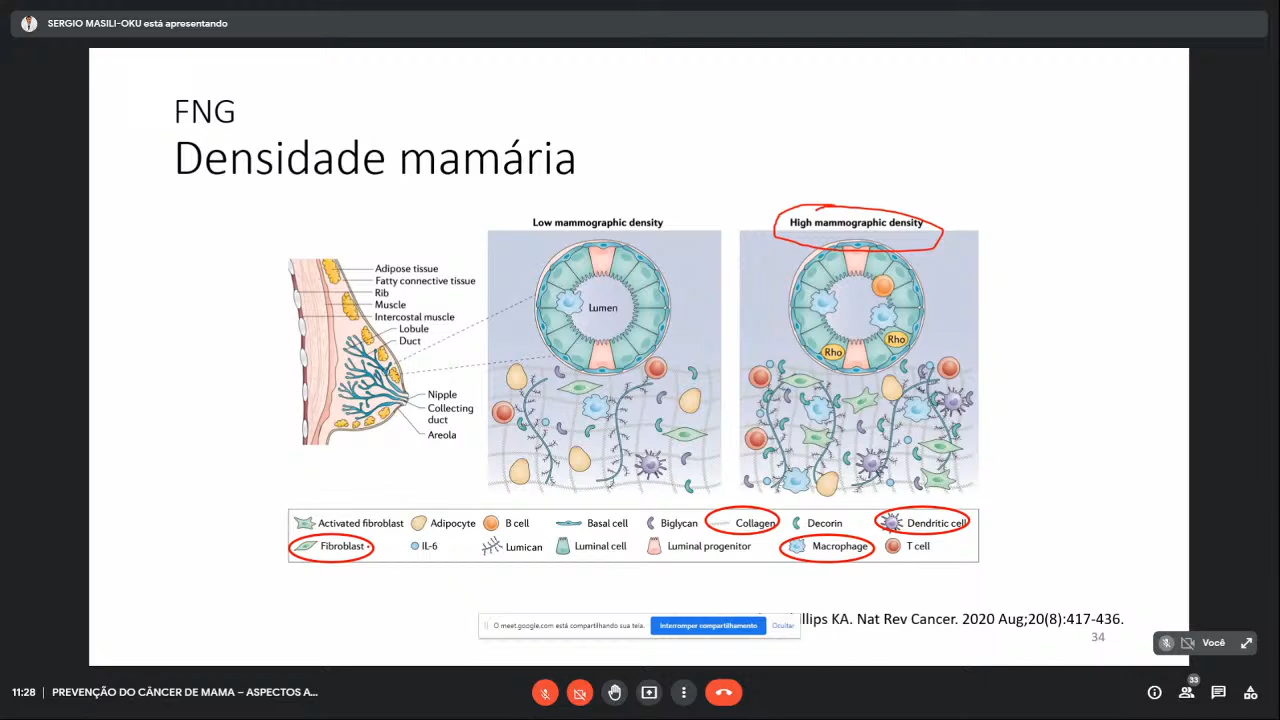 SERGIO MASILI-OKU está apresentando
FNG
Densidade mamária
Low mammographic density
High mammographic density
Adipose tissue
Fatty connective tissue
Rib
Muscle
Intercostal muscle
Lobule
Duct
Nipple
Collecting
duct
Areola
Lumen
Rho
Rho
Activated fibroblast
Adipocyte
B cell
Basal cell
Biglycan
Collagen
Decorin
Dendritic cell
Fibroblast
IL-6
Lumican
Luminal cell
Luminal progenitor
Macrophage
T cell
O meet.google.com está compartilhando sua tela.
Interromper compartilhamento
Ocultar
KA. Nat Rev Cancer. 2020 Aug;20(8):417-436.
34
Você
11:28 | PREVENÇÃO DO CÂNCER DE MAMA – ASPECTOS A...
33